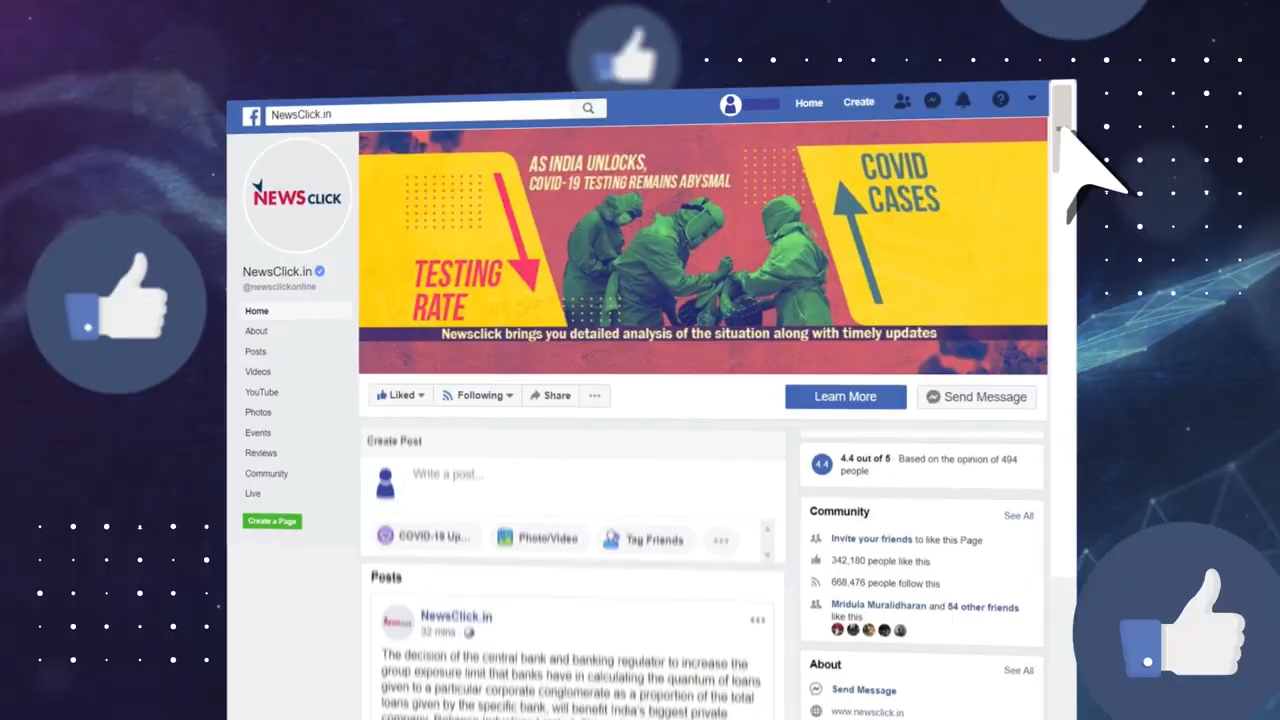 NewsClick.in
Home
Create
NEWSCLICK
NewsClick.in
@newsclickonline
Home
About
Posts
Videos
YouTube
Photos
Events
Reviews
Community
Live
Create a Page
AS INDIA UNLOCKS,
COVID-19 TESTING REMAINS ABYSMAL
TESTING
RATE
COVID
CASES
Newsclick brings you detailed analysis of the situation along with timely updates
Liked
Following
Share
Learn More
Send Message
Create Post
Write a post...
COVID-19 Up...
Photo/Video
Tag Friends
Posts
NewsClick.in
32 mins
The decision of the central bank and banking regulator to increase the
group exposure limit that banks have in calculating the quantum of loans
given to a particular corporate conglomerate as a proportion of the total
loans given by the specific bank, will benefit India's biggest private
4.4
4.4 out of 5 · Based on the opinion of 494
people
Community
See All
Invite your friends to like this Page
342,180 people like this
668,476 people follow this
Mridula Muralidharan and 54 other friends
like this
About
See All
Send Message
www.newsclick.in